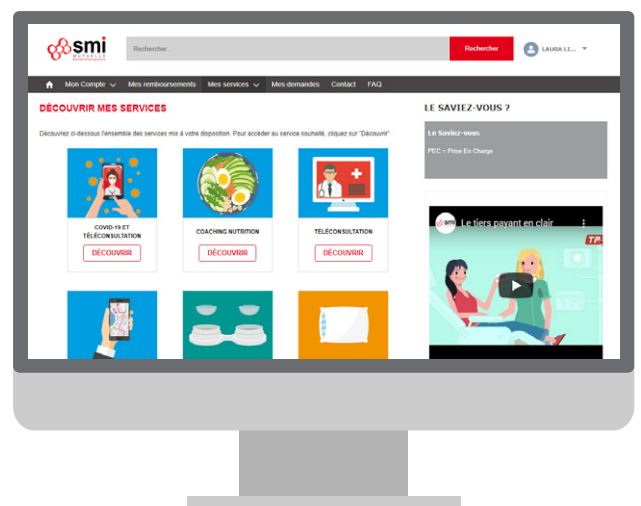 smi
MUTUELLE
Rechercher...
Rechercher
LAURA LI...
Mon Compte
Mes remboursements
Mes services
Mes demandes
Contact
FAQ
DÉCOUVRIR MES SERVICES
Découvrez ci-dessous l'ensemble des services mis à votre disposition. Pour accéder au service souhaité, cliquez sur "Découvrir"
COVID-19 ET
TÉLÉCONSULTATION
DÉCOUVRIR
COACHING NUTRITION
DÉCOUVRIR
TÉLÉCONSULTATION
DÉCOUVRIR
LE SAVIEZ-VOUS ?
Le Saviez-vous
PEC = Prise En Charge
smi
Le tiers payant en clair
TP